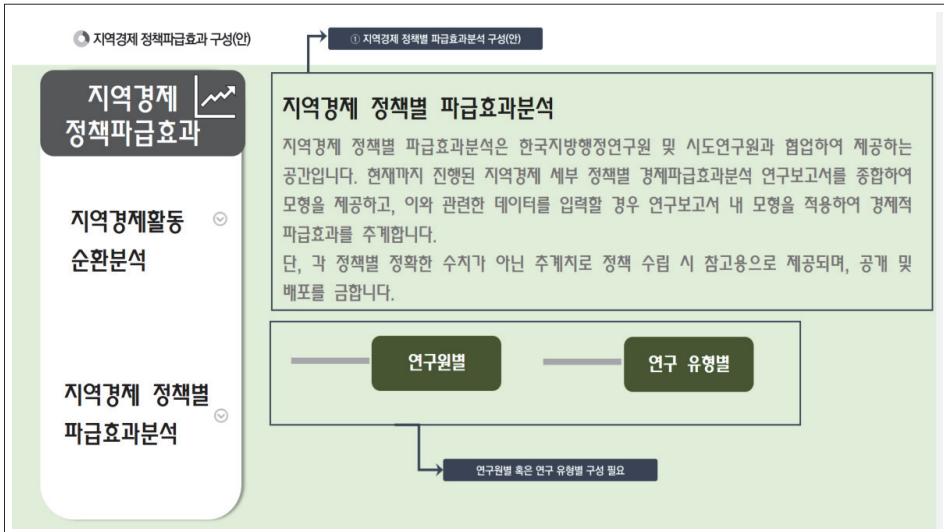 지역경제 정책파급효과 구성(안)
① 지역경제 정책별 파급효과분석 구성(안)
지역경제
정책파급효과
지역경제활동
순환분석
지역경제 정책별
파급효과분석
지역경제 정책별 파급효과분석
지역경제 정책별 파급효과분석은 한국지방행정연구원 및 시도연구원과 협업하여 제공하는
공간입니다. 현재까지 진행된 지역경제 세부 정책별 경제파급효과분석 연구보고서를 종합하여
모형을 제공하고, 이와 관련한 데이터를 입력할 경우 연구보고서 내 모형을 적용하여 경제적
파급효과를 추계합니다.
단, 각 정책별 정확한 수치가 아닌 추계치로 정책 수립 시 참고용으로 제공되며, 공개 및
배포를 금합니다.
연구원별
연구 유형별
연구원별 혹은 연구 유형별 구성 필요